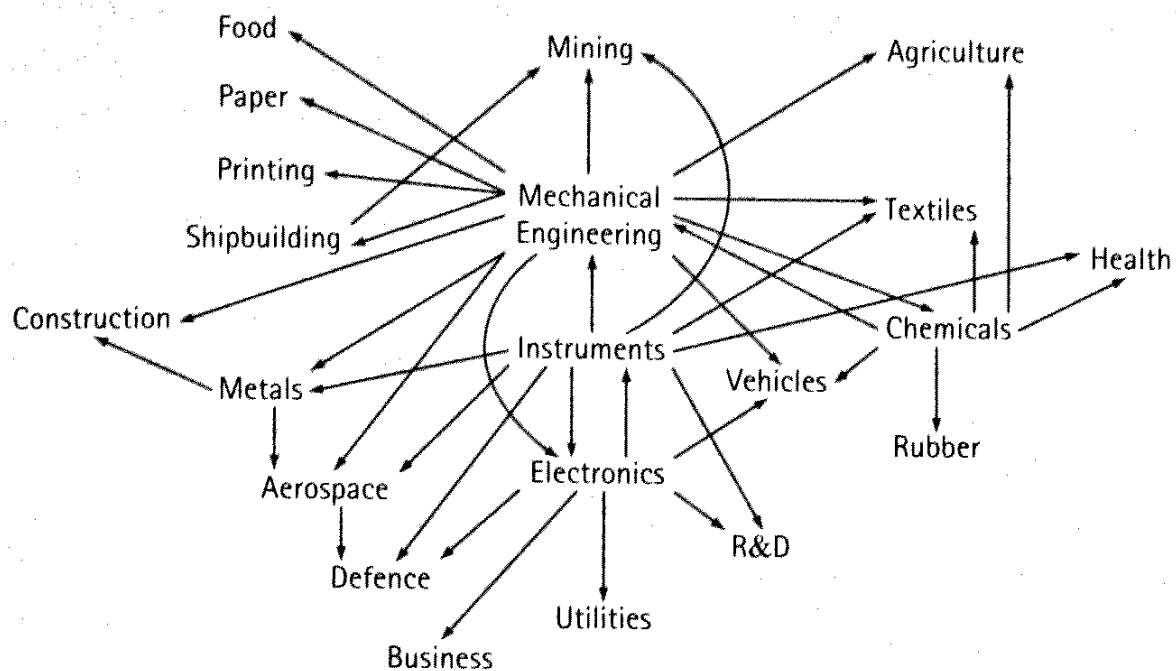 Food
Mining
Agriculture
Paper
Printing
Mechanical
Engineering
Textiles
Shipbuilding
Health
Construction
Instruments
Chemicals
Metals
Vehicles
Rubber
Aerospace
Electronics
R&D
Defence
Utilities
Business